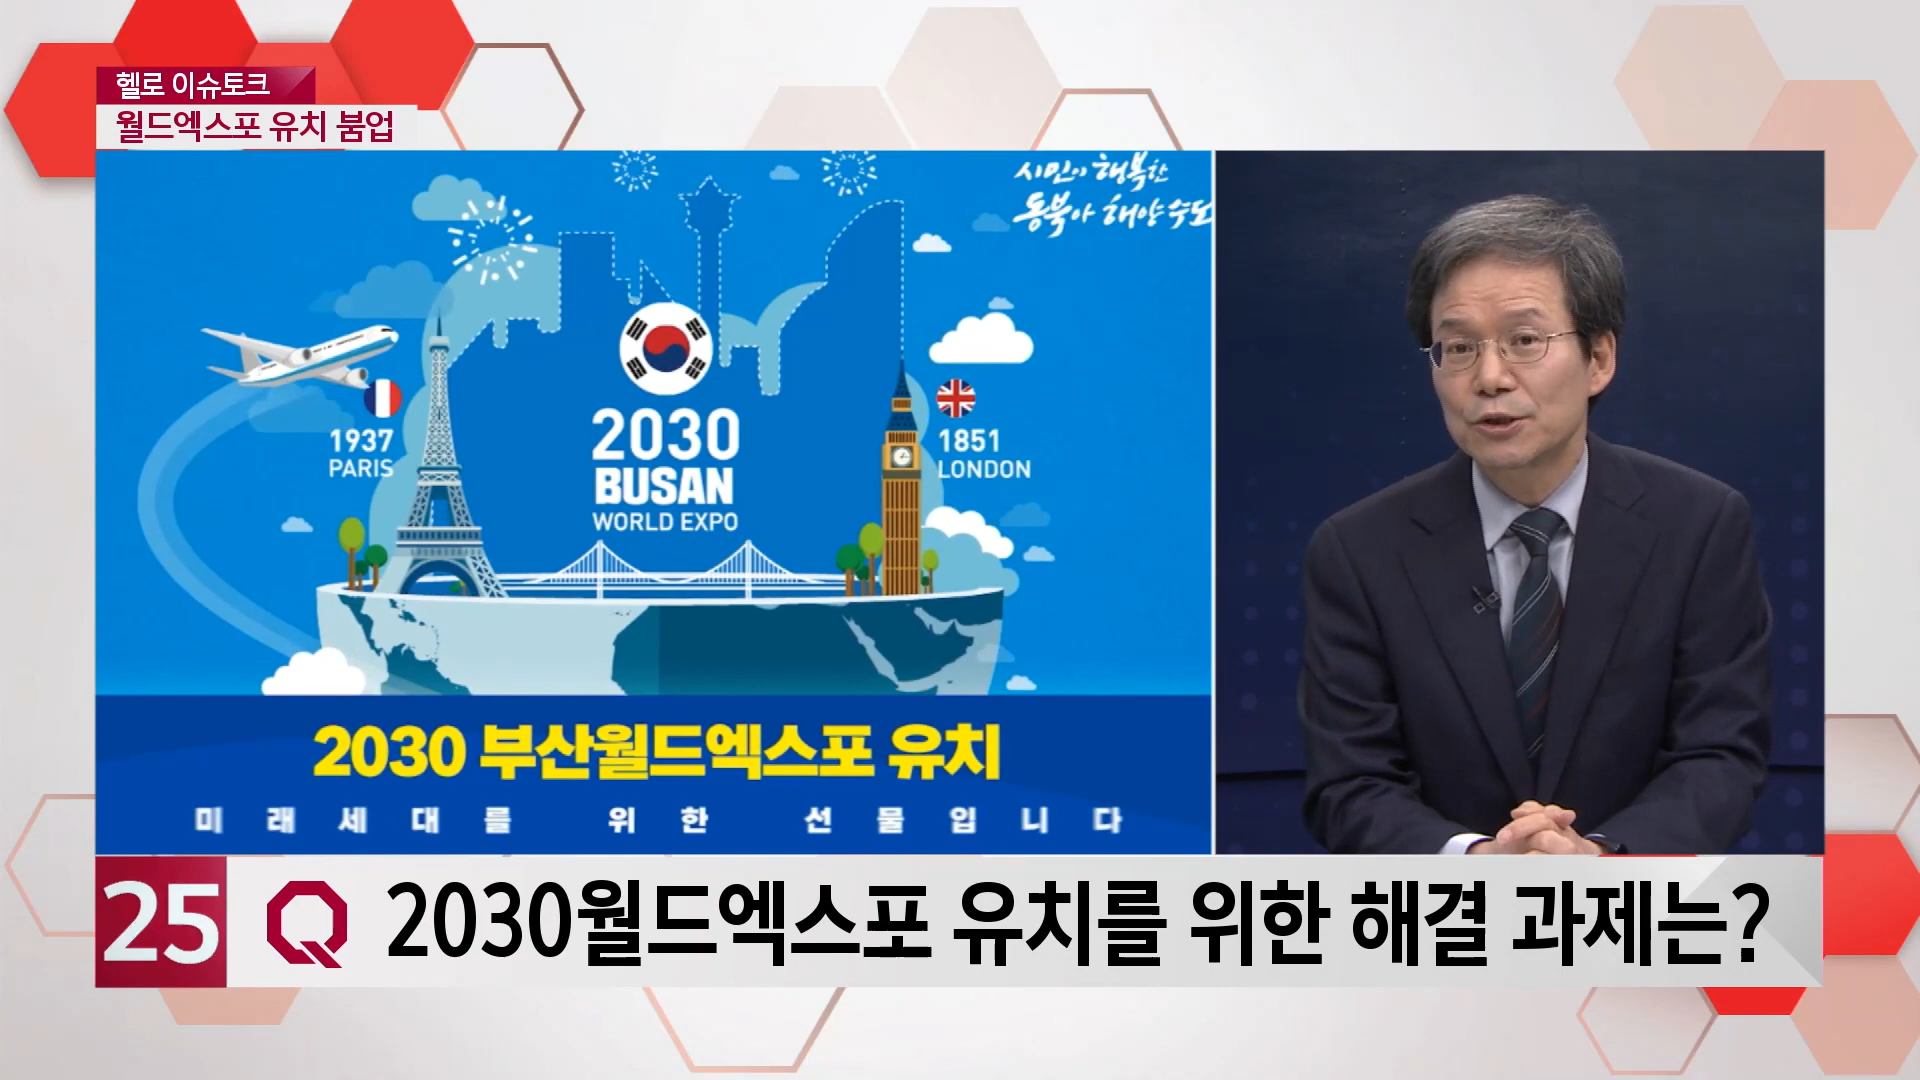 헬로 이슈토크
월드엑스포 유치 붐업
시민이 행복한
동북아 해양수도
1937
PARIS
2030
BUSAN
WORLD EXPO
1851
LONDON
2030 부산월드엑스포 유치
미래세대를 위한 선물입니다
25 Q 2030월드엑스포 유치를 위한 해결 과제는?